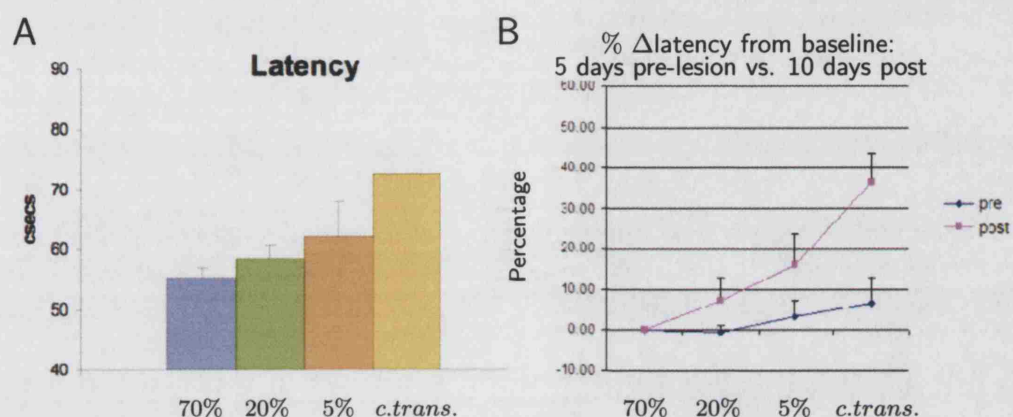 A
Latency
90
80
70
60
50
40
csecs
70% 20% 5% c.trans.
B
% Δlatency from baseline:
5 days pre-lesion vs. 10 days post
60.00
50.00
40.00
30.00
20.00
10.00
0.00
-10.00
Percentage
70% 20% 5% c.trans.
pre
post